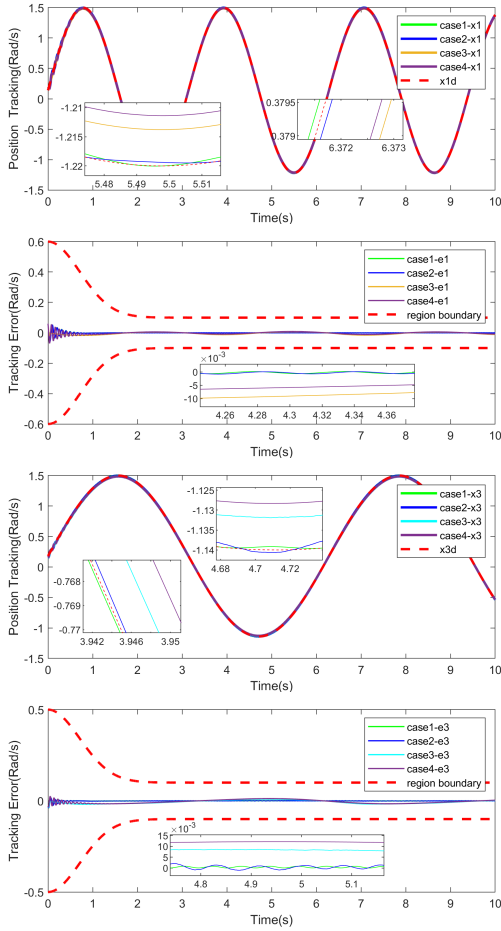 1.5
1
0.5
0
-0.5
-1
-1.5
Position Tracking(Rad/s)
case1-x1
case2-x1
case3-x1
case4-x1
x1d
-1.21
-1.215
-1.22
5.48 5.49 5.5 5.51
0.3795
0.379
6.372 6.373
0 1 2 3 4 5 6 7 8 9 10
Time(s)
0.6
0.4
0.2
0
-0.2
-0.4
-0.6
Tracking Error(Rad/s)
case1-e1
case2-e1
case3-e1
case4-e1
region boundary
×10-3
0
-5
-10
4.26 4.28 4.3 4.32 4.34 4.36
0 1 2 3 4 5 6 7 8 9 10
Time(s)
1.5
1
0.5
0
-0.5
-1
-1.5
Position Tracking(Rad/s)
case1-x3
case2-x3
case3-x3
case4-x3
x3d
-1.125
-1.13
-1.135
-1.14
4.68 4.7 4.72
-0.768
-0.769
-0.77
3.942 3.946 3.95
0 1 2 3 4 5 6 7 8 9 10
Time(s)
0.5
0
-0.5
Tracking Error(Rad/s)
case1-e3
case2-e3
case3-e3
case4-e3
region boundary
×10-3
15
10
5
0
4.8 4.9 5 5.1
0 1 2 3 4 5 6 7 8 9 10
Time(s)